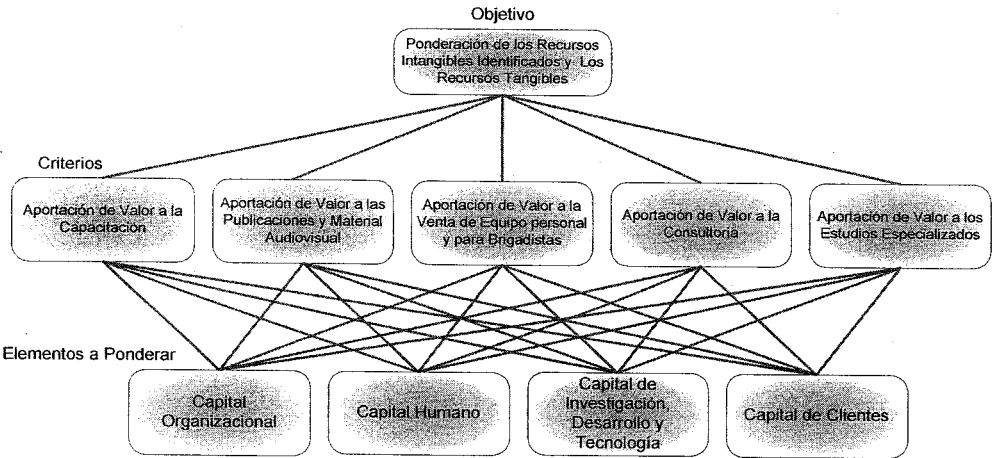 Objetivo
Ponderación de los Recursos
Intangibles Identificados y Los
Recursos Tangibles
Criterios
Aportación de Valor a la
Capacitación
Aportación de Valor a las
Publicaciones y Material
Audiovisual
Aportación de Valor a la
Venta de Equipo personal
y para Brigadistas
Aportación de Valor a la
Consultoría
Aportación de Valor a los
Estudios Especializados
Elementos a Ponderar
Capital
Organizacional
Capital Humano
Capital de
Investigación,
Desarrollo y
Tecnología
Capital de Clientes